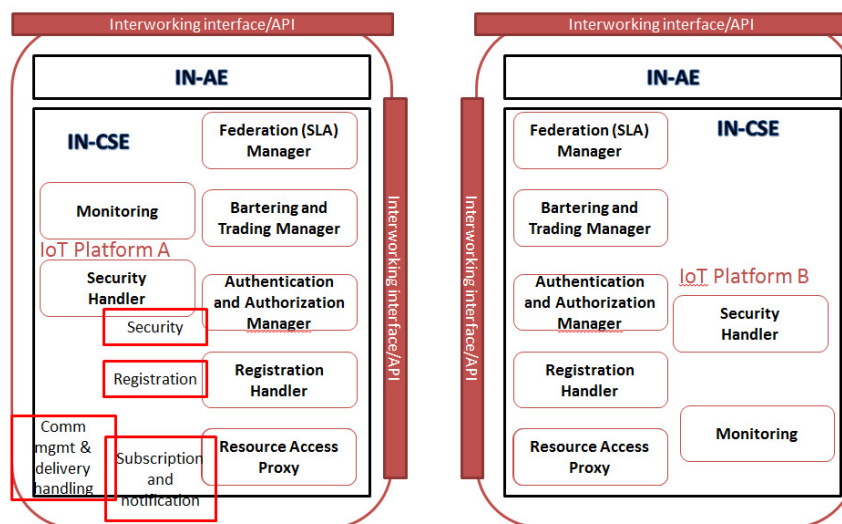 Interworking interface/API
IN-AE
IN-CSE
Federation (SLA)
Manager
Monitoring
Bartering and
Trading Manager
IoT Platform A
Security
Handler
Authentication
and Authorization
Manager
Security
Registration
Registration
Handler
Comm
mgmt &
delivery
handling
Subscription
and
notification
Resource Access
Proxy
Interworking interface/API
Interworking interface/API
IN-AE
Interworking interface/API
Federation (SLA)
Manager
IN-CSE
Bartering and
Trading Manager
Authentication
and Authorization
Manager
IoT Platform B
Security
Handler
Registration
Handler
Monitoring
Resource Access
Proxy